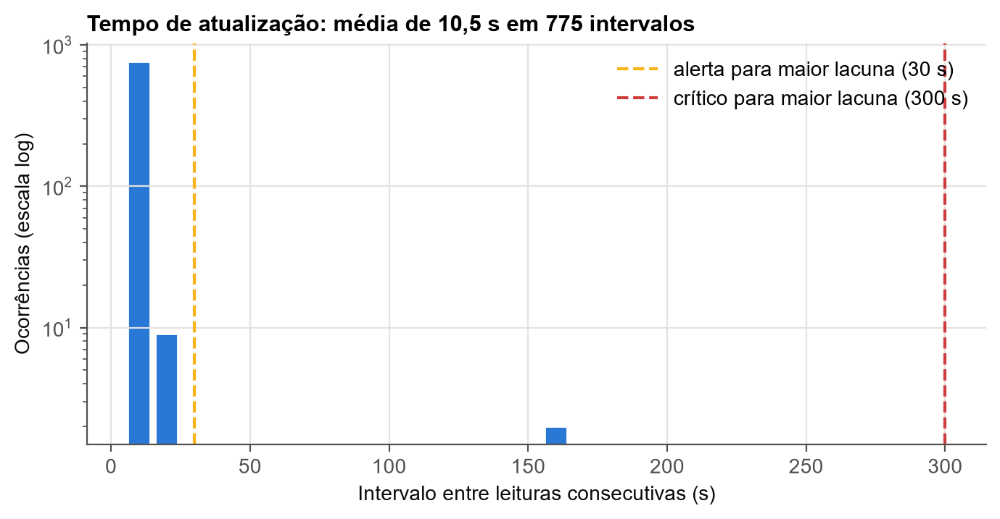 Tempo de atualização: média de 10,5 s em 775 intervalos
alerta para maior lacuna (30 s)
crítico para maior lacuna (300 s)
Ocorrências (escala log)
10³
10²
10¹
0 50 100 150 200 250 300
Intervalo entre leituras consecutivas (s)